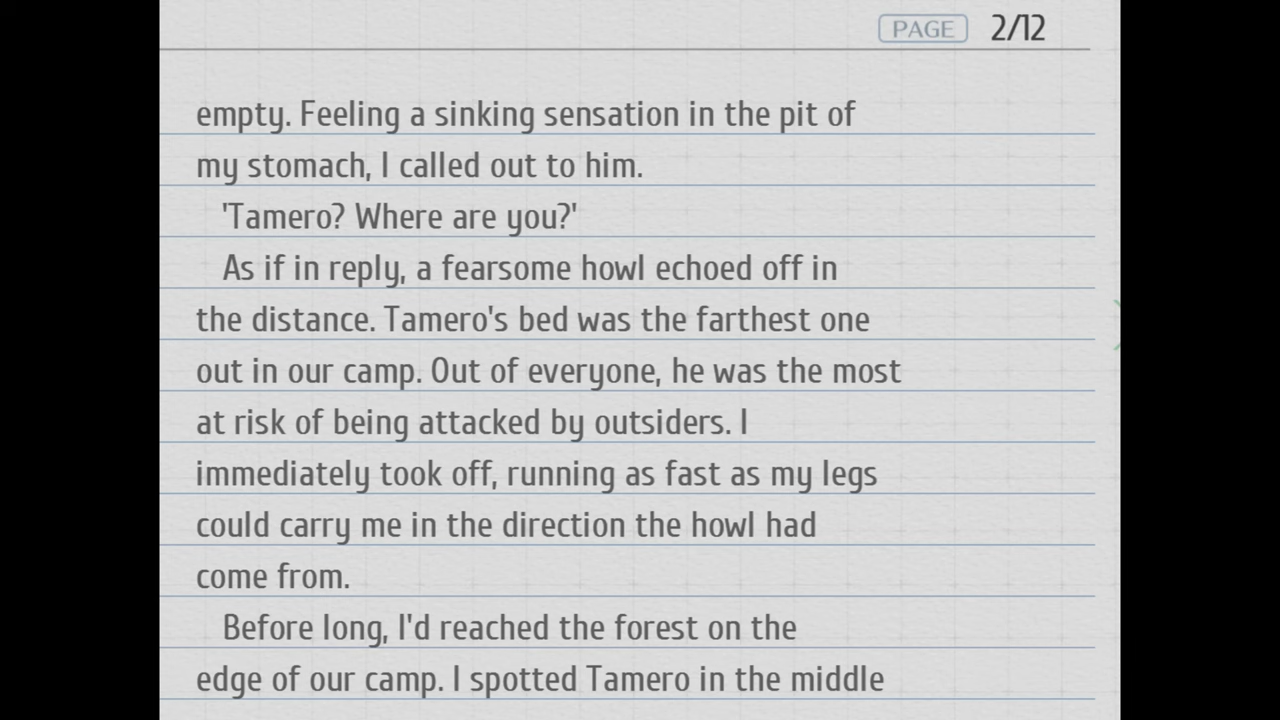 PAGE 2/12
empty. Feeling a sinking sensation in the pit of
my stomach, I called out to him.
'Tamero? Where are you?'
As if in reply, a fearsome howl echoed off in
the distance. Tamero's bed was the farthest one
out in our camp. Out of everyone, he was the most
at risk of being attacked by outsiders. I
immediately took off, running as fast as my legs
could carry me in the direction the howl had
come from.
Before long, I'd reached the forest on the
edge of our camp. I spotted Tamero in the middle